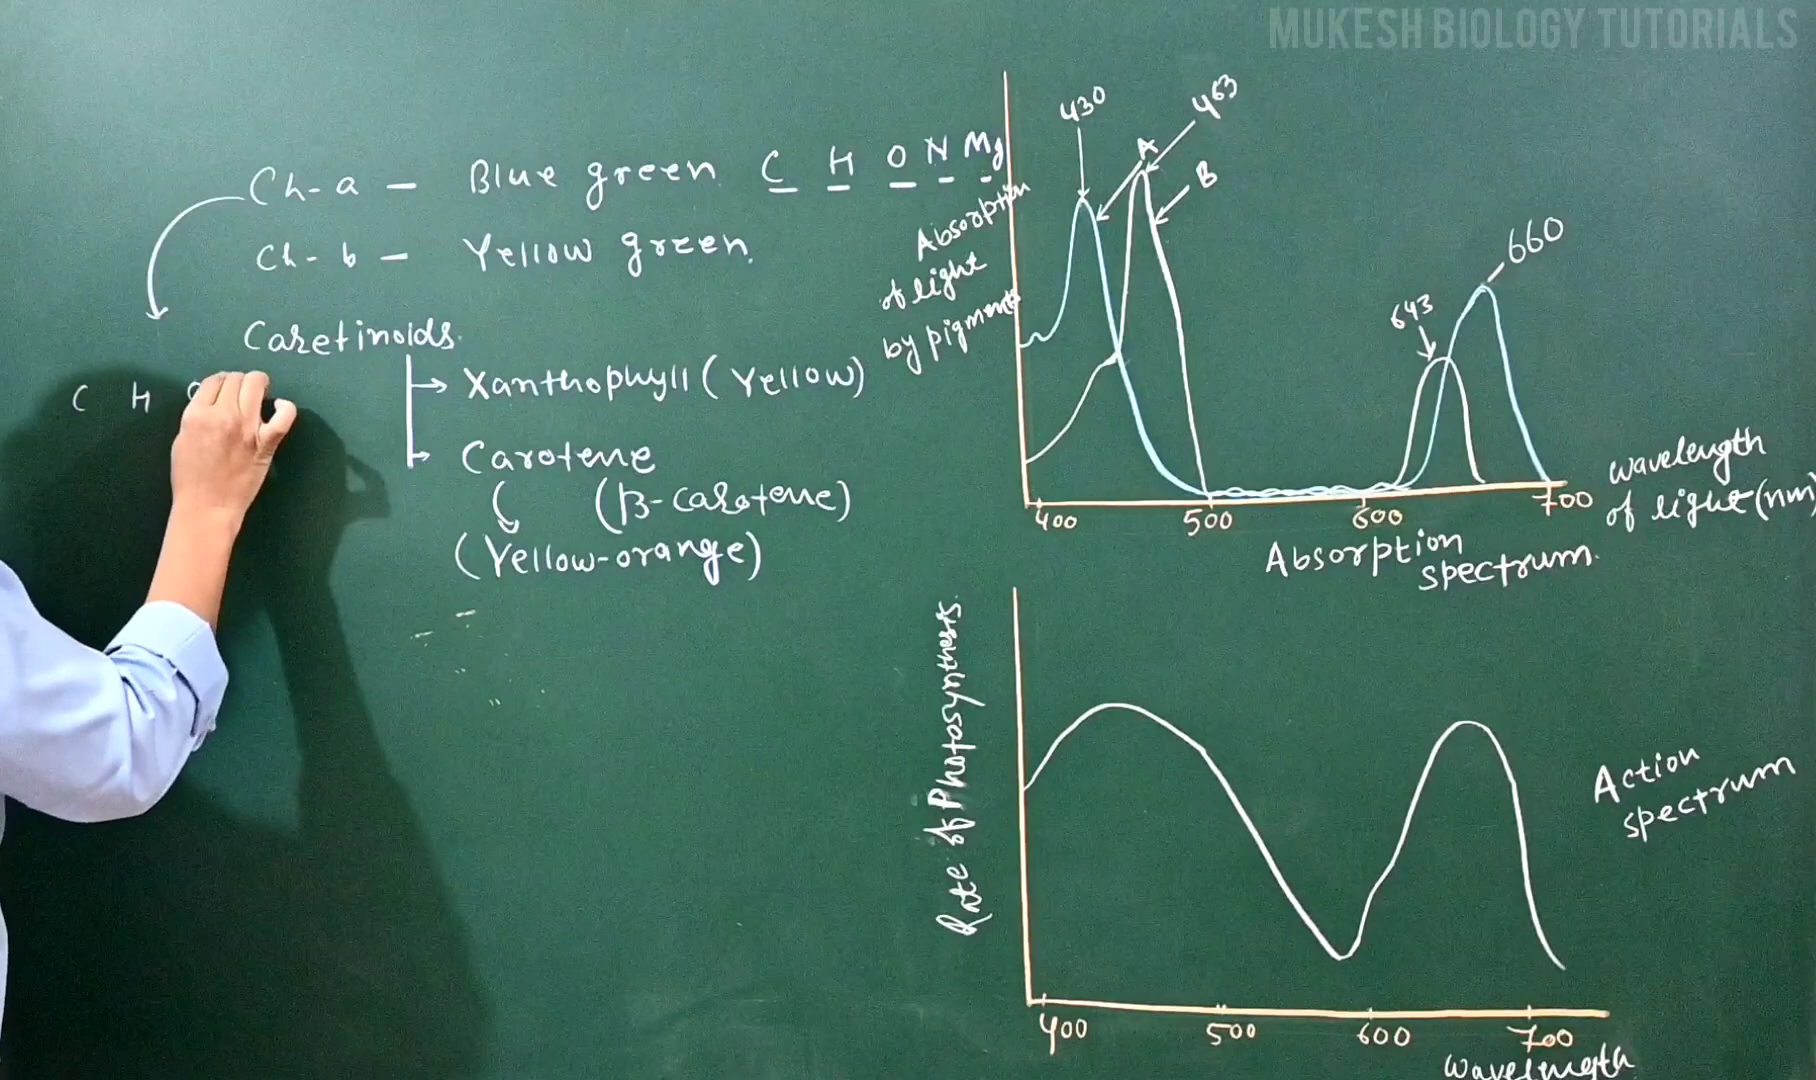 MUKESH BIOLOGY TUTORIALS
Ch-a - Blue green C H O N Mg
Ch-b - Yellow green.
Caretinoids.
C H
Xanthophyll (Yellow)
Carotene
(β-carotene)
(Yellow-orange)
430
463
A
B
Absorption
of light
by pigments
660
643
400 500 600 700
wavelength
of light (nm)
Absorption
spectrum.
Rate of Photosynthesis.
Action
spectrum
400 500 600 700
wavelength